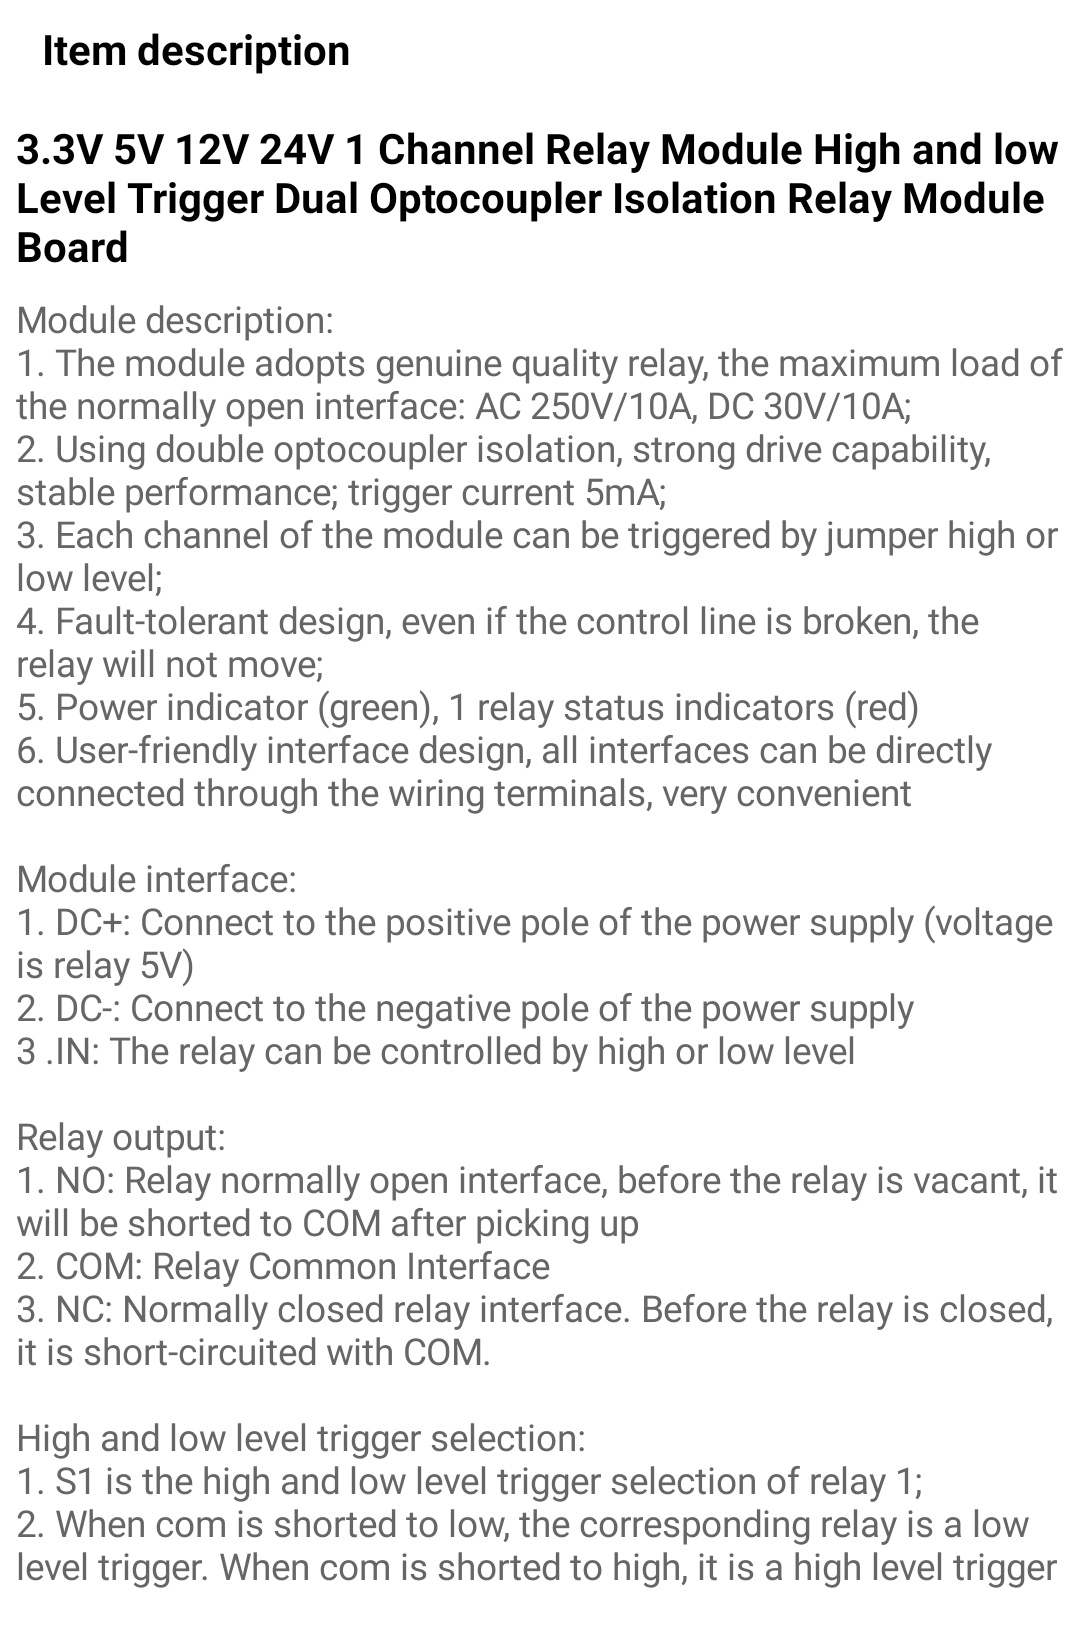 Item description
3.3V 5V 12V 24V 1 Channel Relay Module High and low
Level Trigger Dual Optocoupler Isolation Relay Module
Board
Module description:
1. The module adopts genuine quality relay, the maximum load of
the normally open interface: AC 250V/10A, DC 30V/10A;
2. Using double optocoupler isolation, strong drive capability,
stable performance; trigger current 5mA;
3. Each channel of the module can be triggered by jumper high or
low level;
4. Fault-tolerant design, even if the control line is broken, the
relay will not move;
5. Power indicator (green), 1 relay status indicators (red)
6. User-friendly interface design, all interfaces can be directly
connected through the wiring terminals, very convenient
Module interface:
1. DC+: Connect to the positive pole of the power supply (voltage
is relay 5V)
2. DC-: Connect to the negative pole of the power supply
3 .IN: The relay can be controlled by high or low level
Relay output:
1. NO: Relay normally open interface, before the relay is vacant, it
will be shorted to COM after picking up
2. COM: Relay Common Interface
3. NC: Normally closed relay interface. Before the relay is closed,
it is short-circuited with COM.
High and low level trigger selection:
1. S1 is the high and low level trigger selection of relay 1;
2. When com is shorted to low, the corresponding relay is a low
level trigger. When com is shorted to high, it is a high level trigger